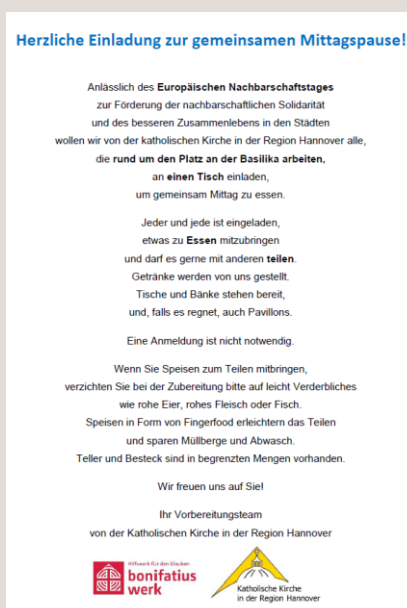 Herzliche Einladung zur gemeinsamen Mittagspause!
Anlässlich des Europäischen Nachbarschaftstages
zur Förderung der nachbarschaftlichen Solidarität
und des besseren Zusammenlebens in den Städten
wollen wir von der katholischen Kirche in der Region Hannover alle,
die rund um den Platz an der Basilika arbeiten,
an einen Tisch einladen,
um gemeinsam Mittag zu essen.
Jeder und jede ist eingeladen,
etwas zu Essen mitzubringen
und darf es gerne mit anderen teilen.
Getränke werden von uns gestellt.
Tische und Bänke stehen bereit,
und, falls es regnet, auch Pavillons.
Eine Anmeldung ist nicht notwendig.
Wenn Sie Speisen zum Teilen mitbringen,
verzichten Sie bei der Zubereitung bitte auf leicht Verderbliches
wie rohe Eier, rohes Fleisch oder Fisch.
Speisen in Form von Fingerfood erleichtern das Teilen
und sparen Müllberge und Abwasch.
Teller und Besteck sind in begrenzten Mengen vorhanden.
Wir freuen uns auf Sie!
Ihr Vorbereitungsteam
von der Katholischen Kirche in der Region Hannover
Hilfswerk für den Glauben
bonifatius
werk
Katholische Kirche
in der Region Hannover